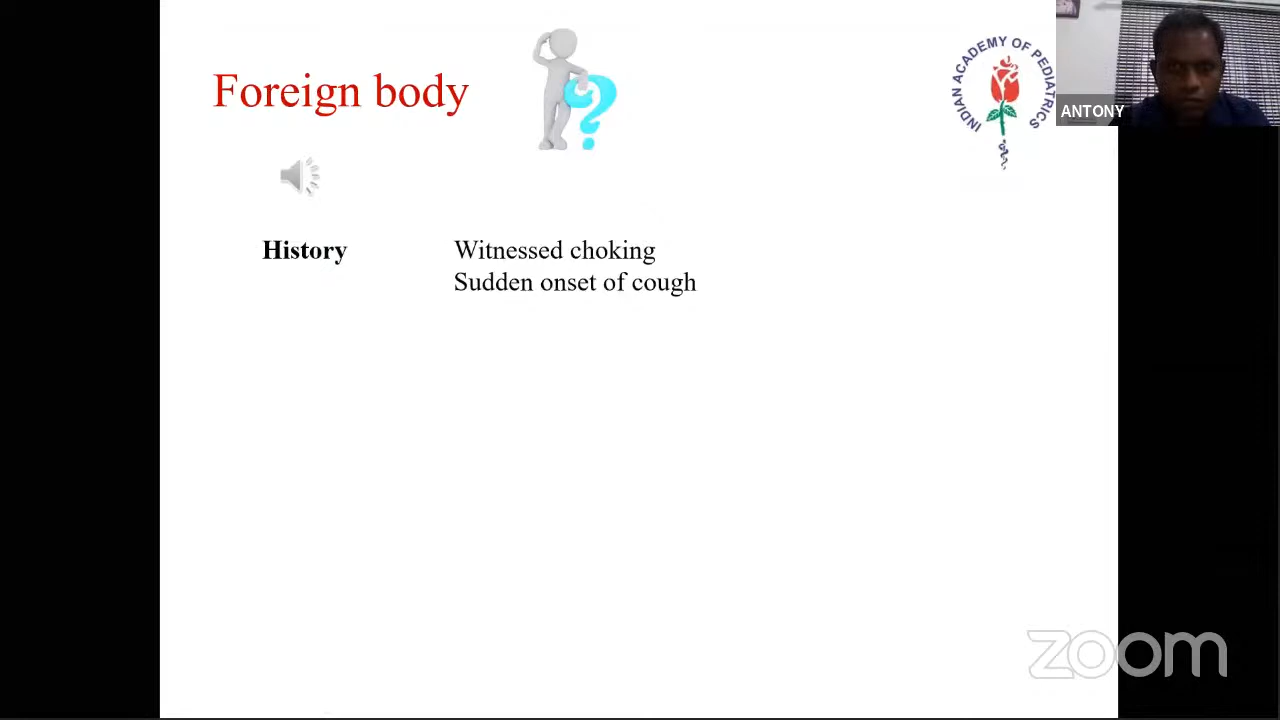 Foreign body
INDIAN ACADEMY OF PEDIATRICS
ANTONY
History Witnessed choking
Sudden onset of cough
zoom